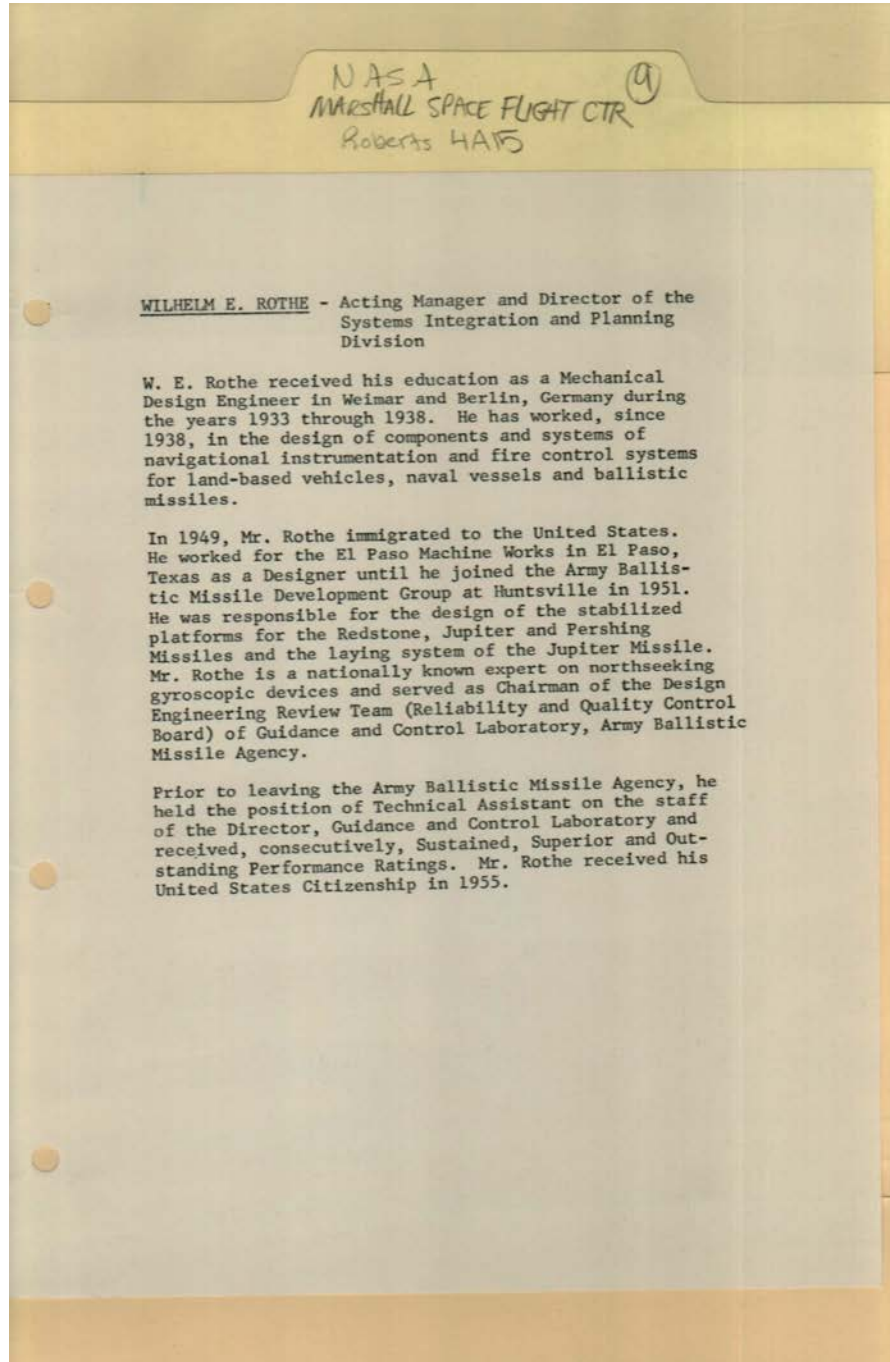 NASA
9
MARSHALL SPACE FLIGHT CTR
Roberts 4A15
WILHELM E. ROTHE - Acting Manager and Director of the
Systems Integration and Planning
Division
W. E. Rothe received his education as a Mechanical
Design Engineer in Weimar and Berlin, Germany during
the years 1933 through 1938. He has worked, since
1938, in the design of components and systems of
navigational instrumentation and fire control systems
for land-based vehicles, naval vessels and ballistic
missiles.
In 1949, Mr. Rothe immigrated to the United States.
He worked for the El Paso Machine Works in El Paso,
Texas as a Designer until he joined the Army Ballis-
tic Missile Development Group at Huntsville in 1951.
He was responsible for the design of the stabilized
platforms for the Redstone, Jupiter and Pershing
Missiles and the laying system of the Jupiter Missile.
Mr. Rothe is a nationally known expert on northseeking
gyroscopic devices and served as Chairman of the Design
Engineering Review Team (Reliability and Quality Control
Board) of Guidance and Control Laboratory, Army Ballistic
Missile Agency.
Prior to leaving the Army Ballistic Missile Agency, he
held the position of Technical Assistant on the staff
of the Director, Guidance and Control Laboratory and
received, consecutively, Sustained, Superior and Out-
standing Performance Ratings. Mr. Rothe received his
United States Citizenship in 1955.